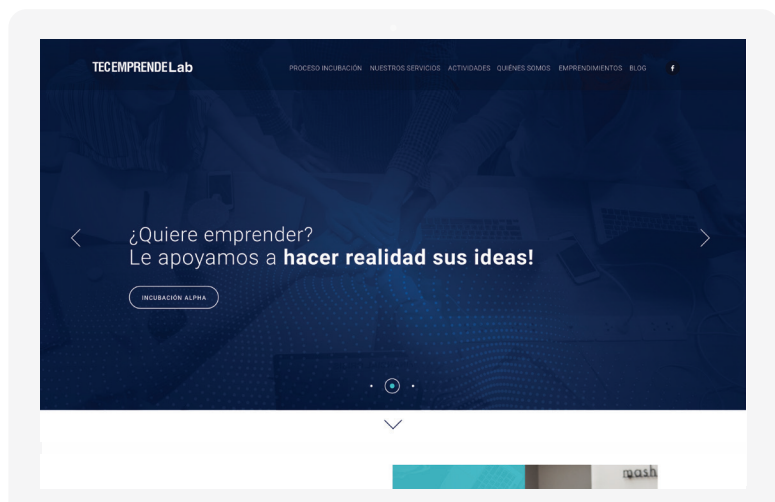 TECEMPRENDELab
PROCESO INCUBACIÓN NUESTROS SERVICIOS ACTIVIDADES QUIÉNES SOMOS EMPRENDIMIENTOS BLOG f
¿Quiere emprender?
Le apoyamos a hacer realidad sus ideas!
INCUBACIÓN ALPHA
mash